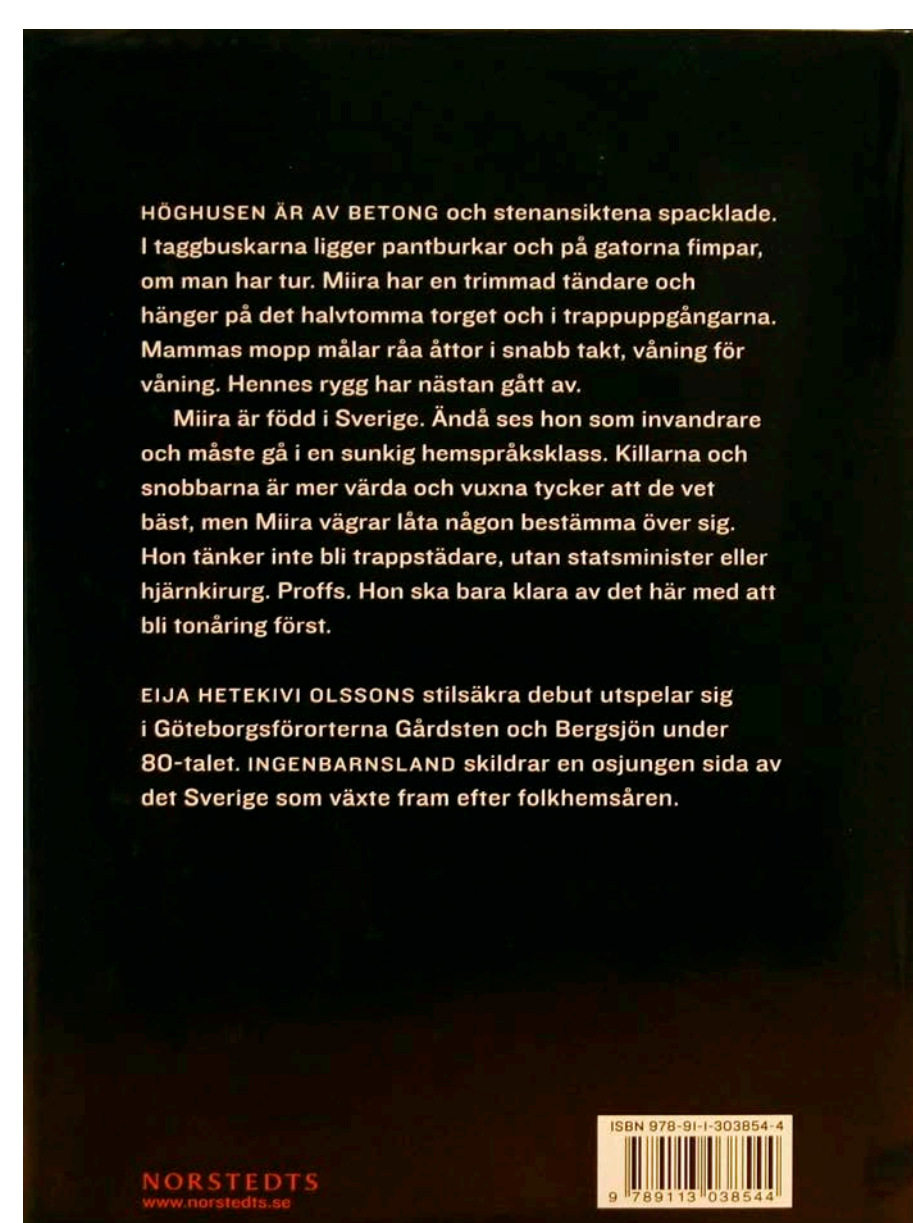 HÖGHUSEN ÄR AV BETONG och stenansiktena spacklade.
I taggbuskarna ligger pantburkar och på gatorna fimpar,
om man har tur. Miira har en trimmad tändare och
hänger på det halvtomma torget och i trappuppgångarna.
Mammas mopp målar råa åttor i snabb takt, våning för
våning. Hennes rygg har nästan gått av.
Miira är född i Sverige. Ändå ses hon som invandrare
och måste gå i en sunkig hemspråksklass. Killarna och
snobbarna är mer värda och vuxna tycker att de vet
bäst, men Miira vägrar låta någon bestämma över sig.
Hon tänker inte bli trappstädare, utan statsminister eller
hjärnkirurg. Proffs. Hon ska bara klara av det här med att
bli tonåring först.
EIJA HETEKIVI OLSSONS stilsäkra debut utspelar sig
i Göteborgsförorterna Gårdsten och Bergsjön under
80-talet. INGENBARNSLAND skildrar en osjungen sida av
det Sverige som växte fram efter folkhemsåren.
ISBN 978-91-1-303854-4
9 789113 038544
NORSTEDTS
www.norstedts.se